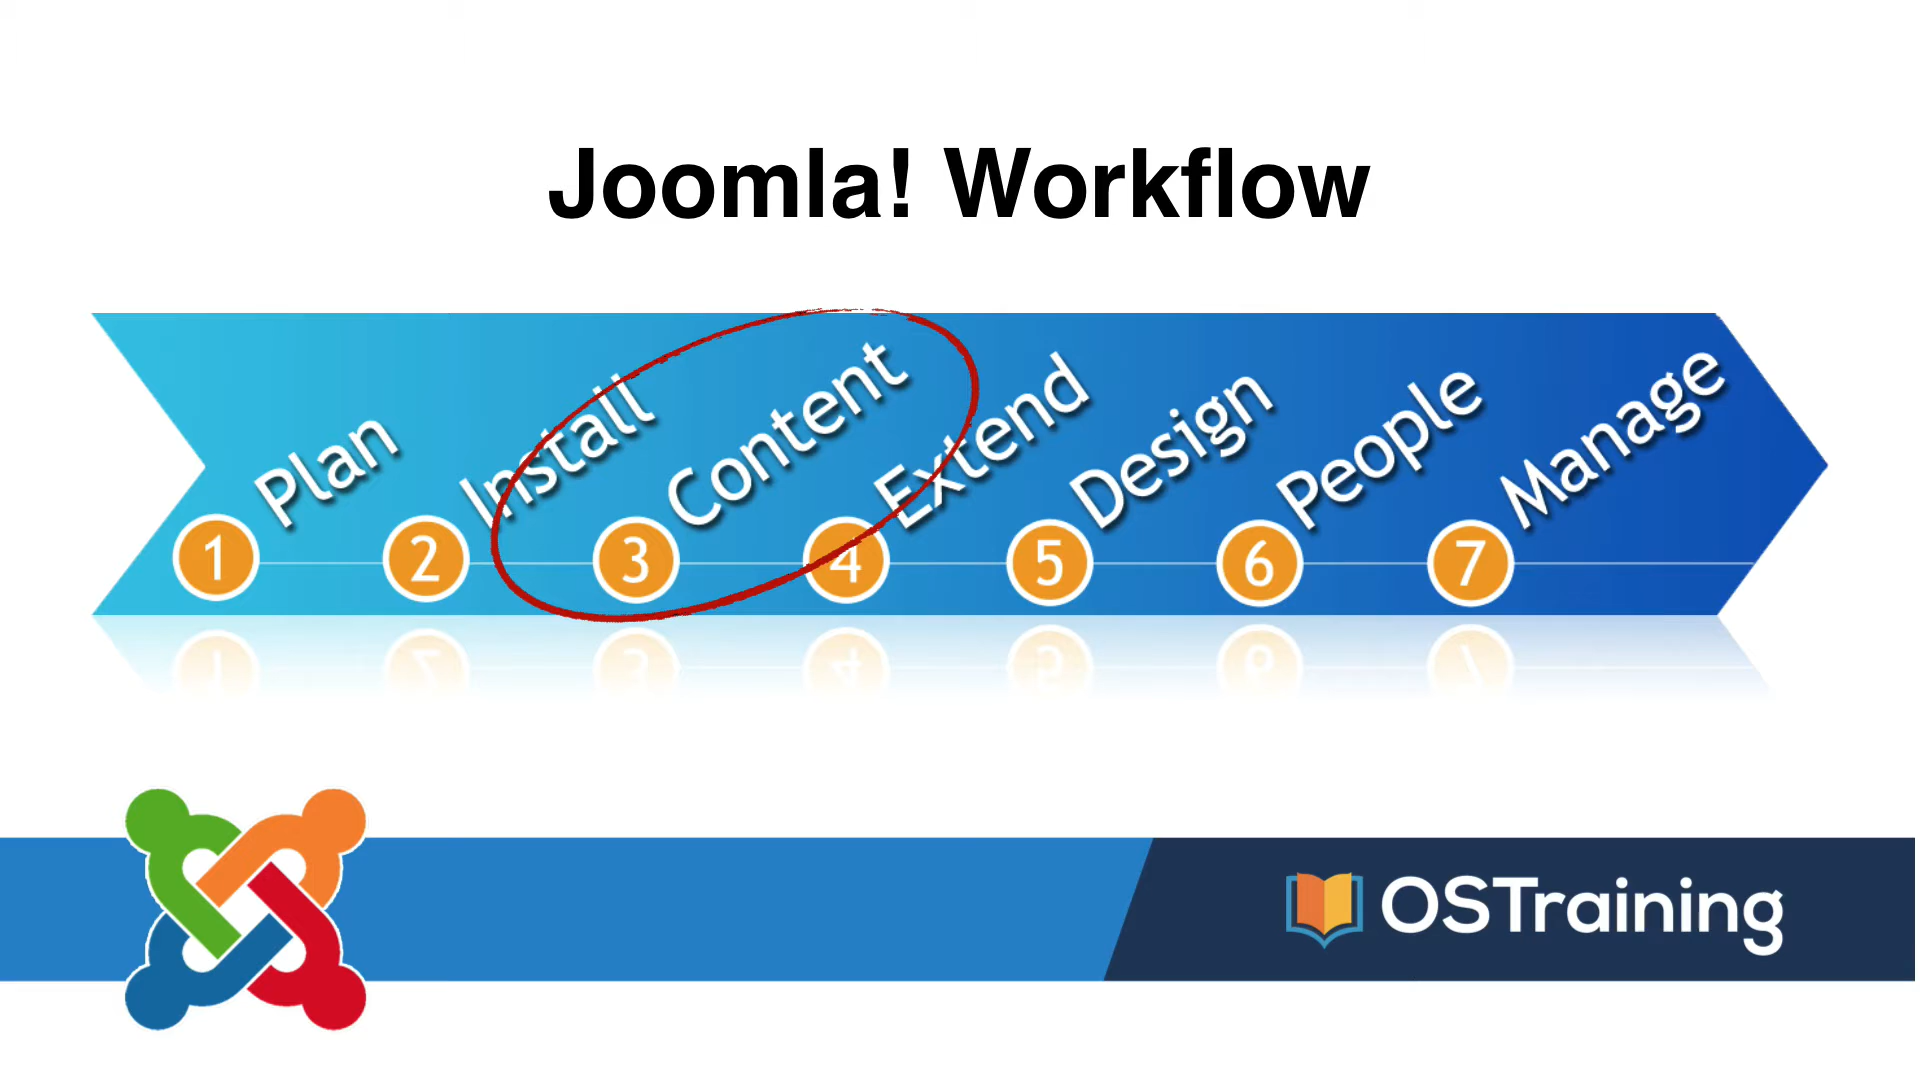 Joomla! Workflow
1 Plan
2 Install
3 Content
4 Extend
5 Design
6 People
7 Manage
OSTraining